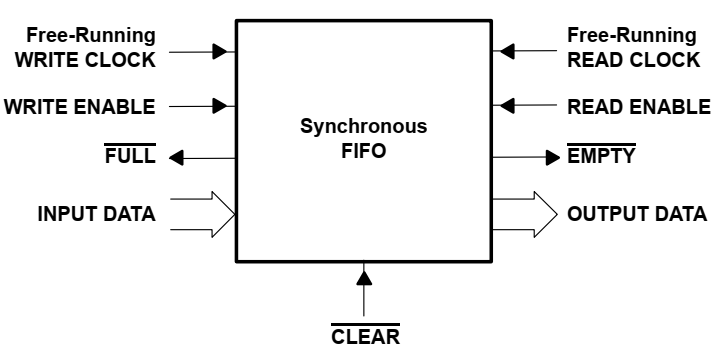 Free-Running
WRITE CLOCK
WRITE ENABLE
FULL
INPUT DATA
Synchronous
FIFO
Free-Running
READ CLOCK
READ ENABLE
EMPTY
OUTPUT DATA
CLEAR